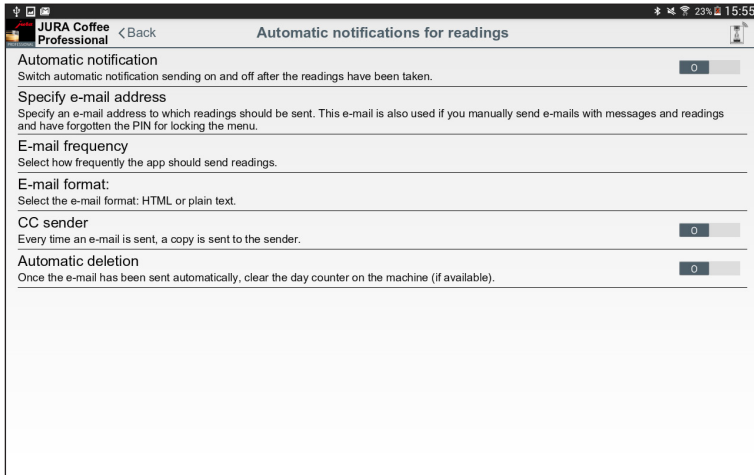 23% 15:55
JURA Coffee
Professional
<Back
Automatic notifications for readings
Automatic notification
Switch automatic notification sending on and off after the readings have been taken.
O
Specify e-mail address
Specify an e-mail address to which readings should be sent. This e-mail is also used if you manually send e-mails with messages and readings
and have forgotten the PIN for locking the menu.
E-mail frequency
Select how frequently the app should send readings.
E-mail format:
Select the e-mail format: HTML or plain text.
CC sender
Every time an e-mail is sent, a copy is sent to the sender.
O
Automatic deletion
Once the e-mail has been sent automatically, clear the day counter on the machine (if available).
O